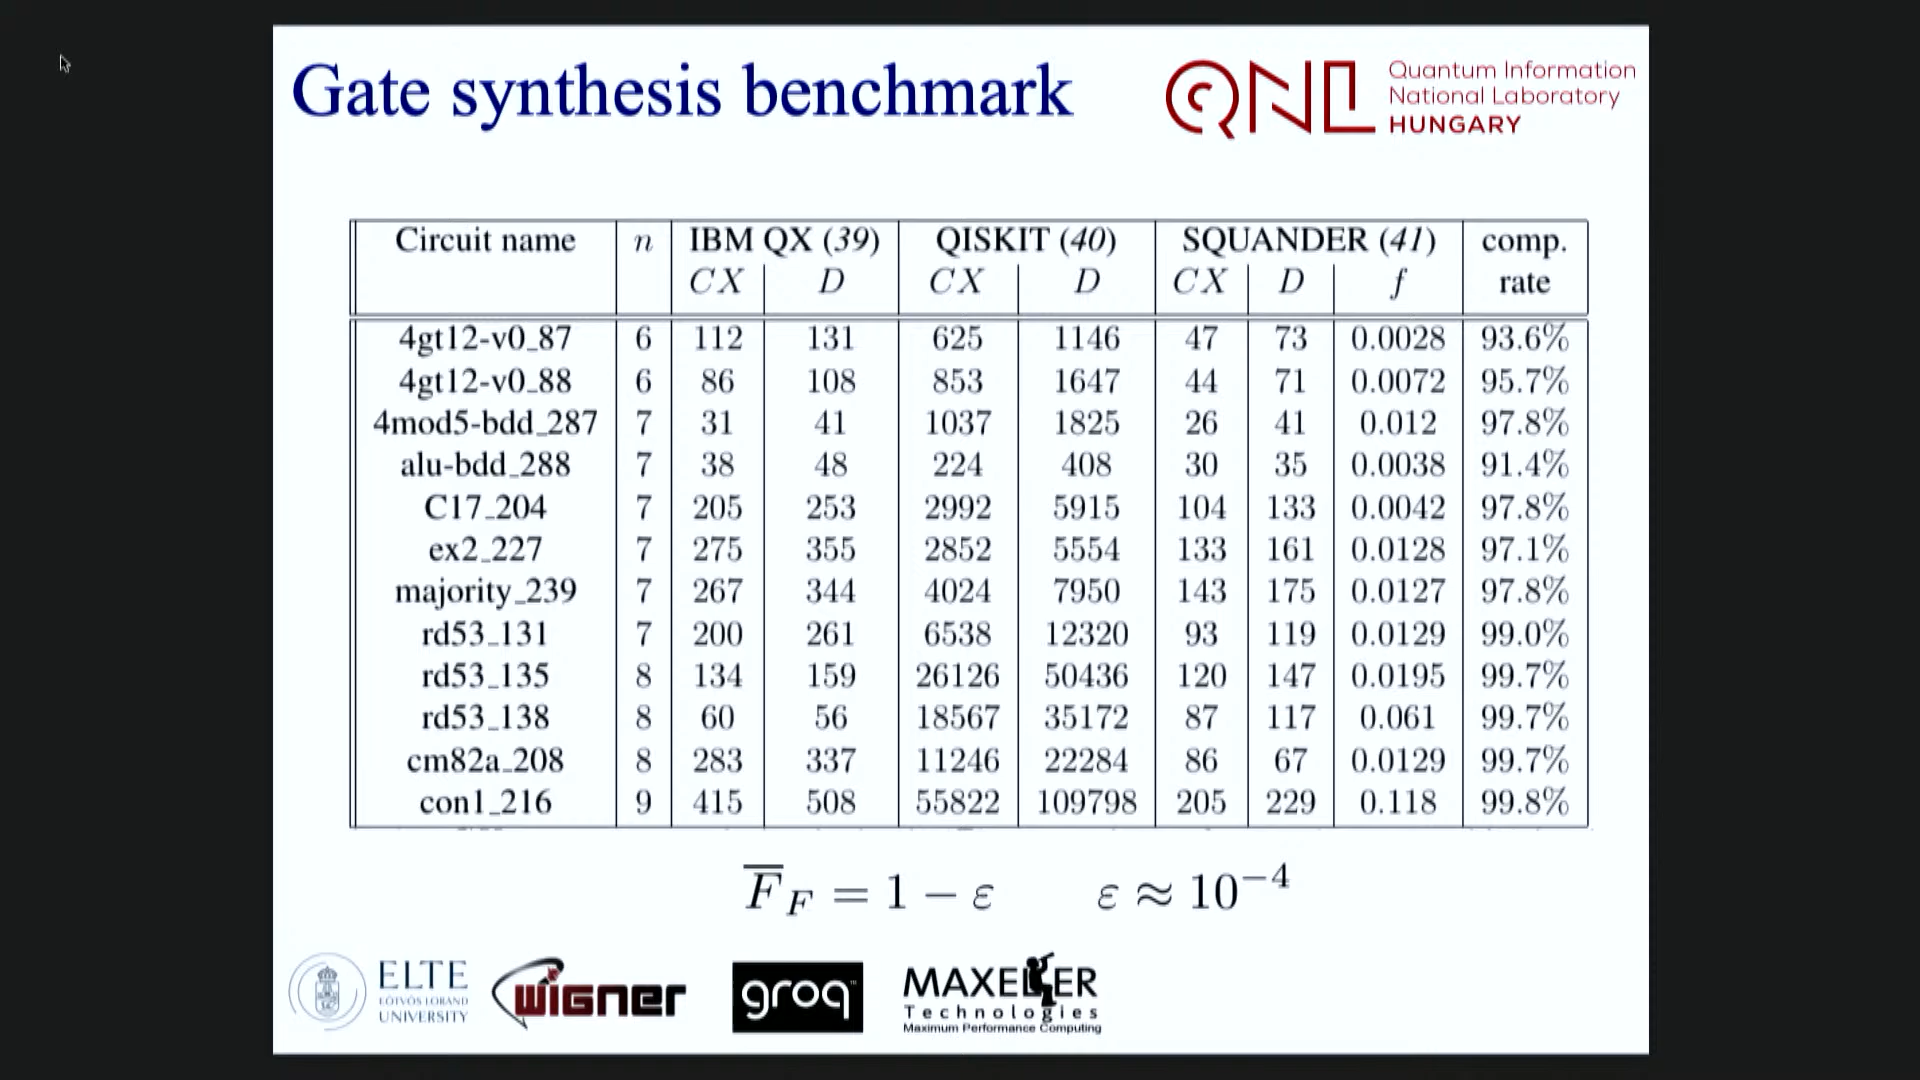 Gate synthesis benchmark
QNL
Quantum Information
National Laboratory
HUNGARY
Circuit name n IBM QX (39) QISKIT (40) SQUANDER (41) comp.
CX D CX D CX D f rate
4gt12-v0_87 6 112 131 625 1146 47 73 0.0028 93.6%
4gt12-v0_88 6 86 108 853 1647 44 71 0.0072 95.7%
4mod5-bdd_287 7 31 41 1037 1825 26 41 0.012 97.8%
alu-bdd_288 7 38 48 224 408 30 35 0.0038 91.4%
C17_204 7 205 253 2992 5915 104 133 0.0042 97.8%
ex2_227 7 275 355 2852 5554 133 161 0.0128 97.1%
majority_239 7 267 344 4024 7950 143 175 0.0127 97.8%
rd53_131 7 200 261 6538 12320 93 119 0.0129 99.0%
rd53_135 8 134 159 26126 50436 120 147 0.0195 99.7%
rd53_138 8 60 56 18567 35172 87 117 0.061 99.7%
cm82a_208 8 283 337 11246 22284 86 67 0.0129 99.7%
con1_216 9 415 508 55822 109798 205 229 0.118 99.8%
F̅_F = 1 − ε ε ≈ 10⁻⁴
ELTE
EÖTVÖS LORÁND
UNIVERSITY
wigner
groq™
MAXELER
Technologies
Maximum Performance Computing